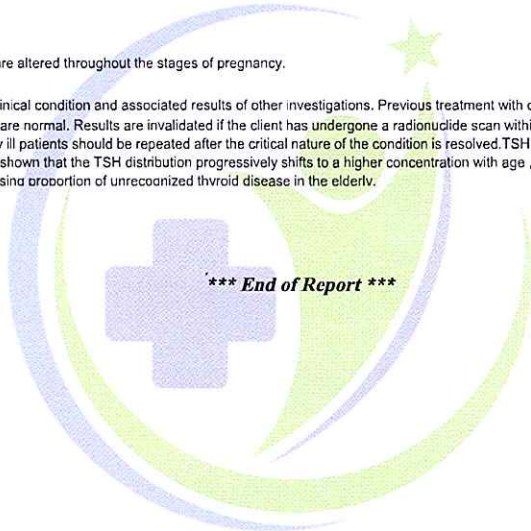 re altered throughout the stages of pregnancy.
inical condition and associated results of other investigations. Previous treatment with
are normal. Results are invalidated if the client has undergone a radionuclide scan
ill patients should be repeated after the critical nature of the condition is resolved.TSH
shown that the TSH distribution progressively shifts to a higher concentration with age ,
sing proportion of unrecognized thyroid disease in the elderly.
*** End of Report ***